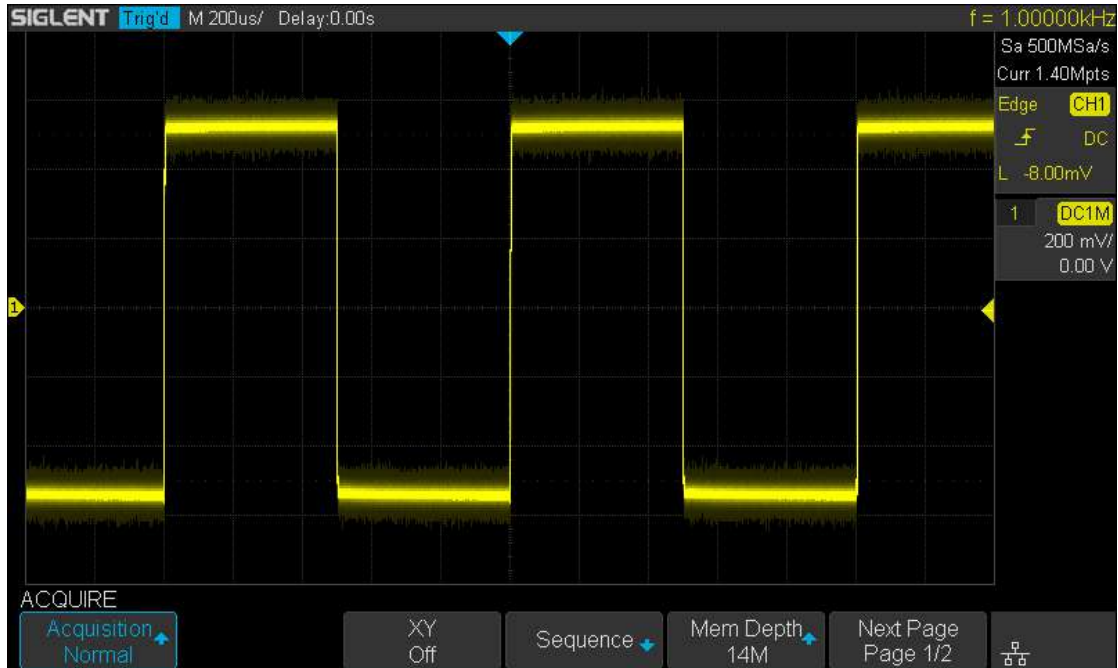 SIGLENT Trig'd M 200us/ Delay:0.00s f = 1.00000kHz
Sa 500MSa/s
Curr 1.40Mpts
Edge CH1
DC
L -8.00mV
1 DC1M
200 mV/
0.00 V
1
ACQUIRE
Acquisition
Normal
XY
Off
Sequence
Mem Depth
14M
Next Page
Page 1/2